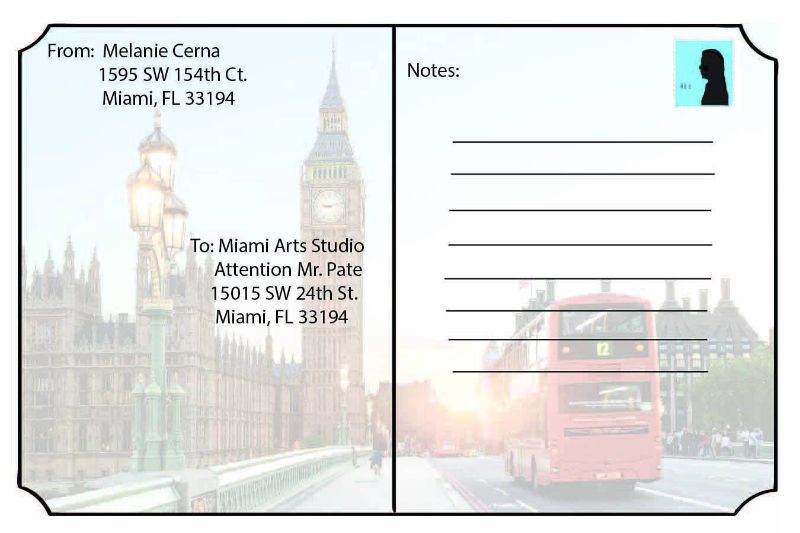 From: Melanie Cerna
1595 SW 154th Ct.
Miami, FL 33194
To: Miami Arts Studio
Attention Mr. Pate
15015 SW 24th St.
Miami, FL 33194
Notes:
12